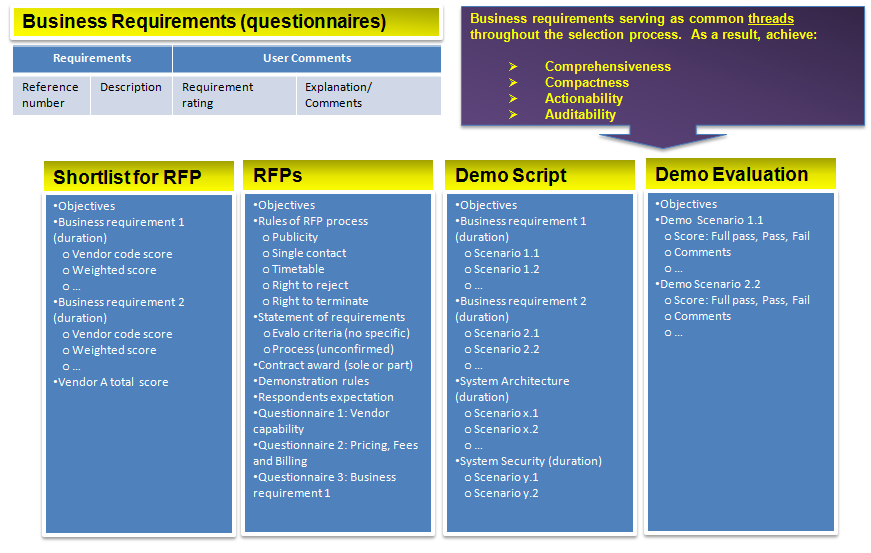 Business Requirements (questionnaires)
Requirements
User Comments
Reference
number
Description
Requirement
rating
Explanation/
Comments
Business requirements serving as common threads
throughout the selection process. As a result, achieve:
➢ Comprehensiveness
➢ Compactness
➢ Actionability
➢ Auditability
Shortlist for RFP
•Objectives
•Business requirement 1
(duration)
o Vendor code score
o Weighted score
o ...
•Business requirement 2
(duration)
o Vendor code score
o Weighted score
o ...
•Vendor A total score
RFPs
•Objectives
•Rules of RFP process
o Publicity
o Single contact
o Timetable
o Right to reject
o Right to terminate
•Statement of requirements
o Evalo criteria (no specific)
o Process (unconfirmed)
•Contract award (sole or part)
•Demonstration rules
•Respondents expectation
•Questionnaire 1: Vendor
capability
•Questionnaire 2: Pricing, Fees
and Billing
•Questionnaire 3: Business
requirement 1
Demo Script
•Objectives
•Business requirement 1
(duration)
o Scenario 1.1
o Scenario 1.2
o ...
•Business requirement 2
(duration)
o Scenario 2.1
o Scenario 2.2
o ...
•System Architecture
(duration)
o Scenario x.1
o Scenario x.2
o ...
•System Security (duration)
o Scenario y.1
o Scenario y.2
Demo Evaluation
•Objectives
•Demo Scenario 1.1
o Score: Full pass, Pass, Fail
o Comments
o ...
•Demo Scenario 2.2
o Score: Full pass, Pass, Fail
o Comments
o ...